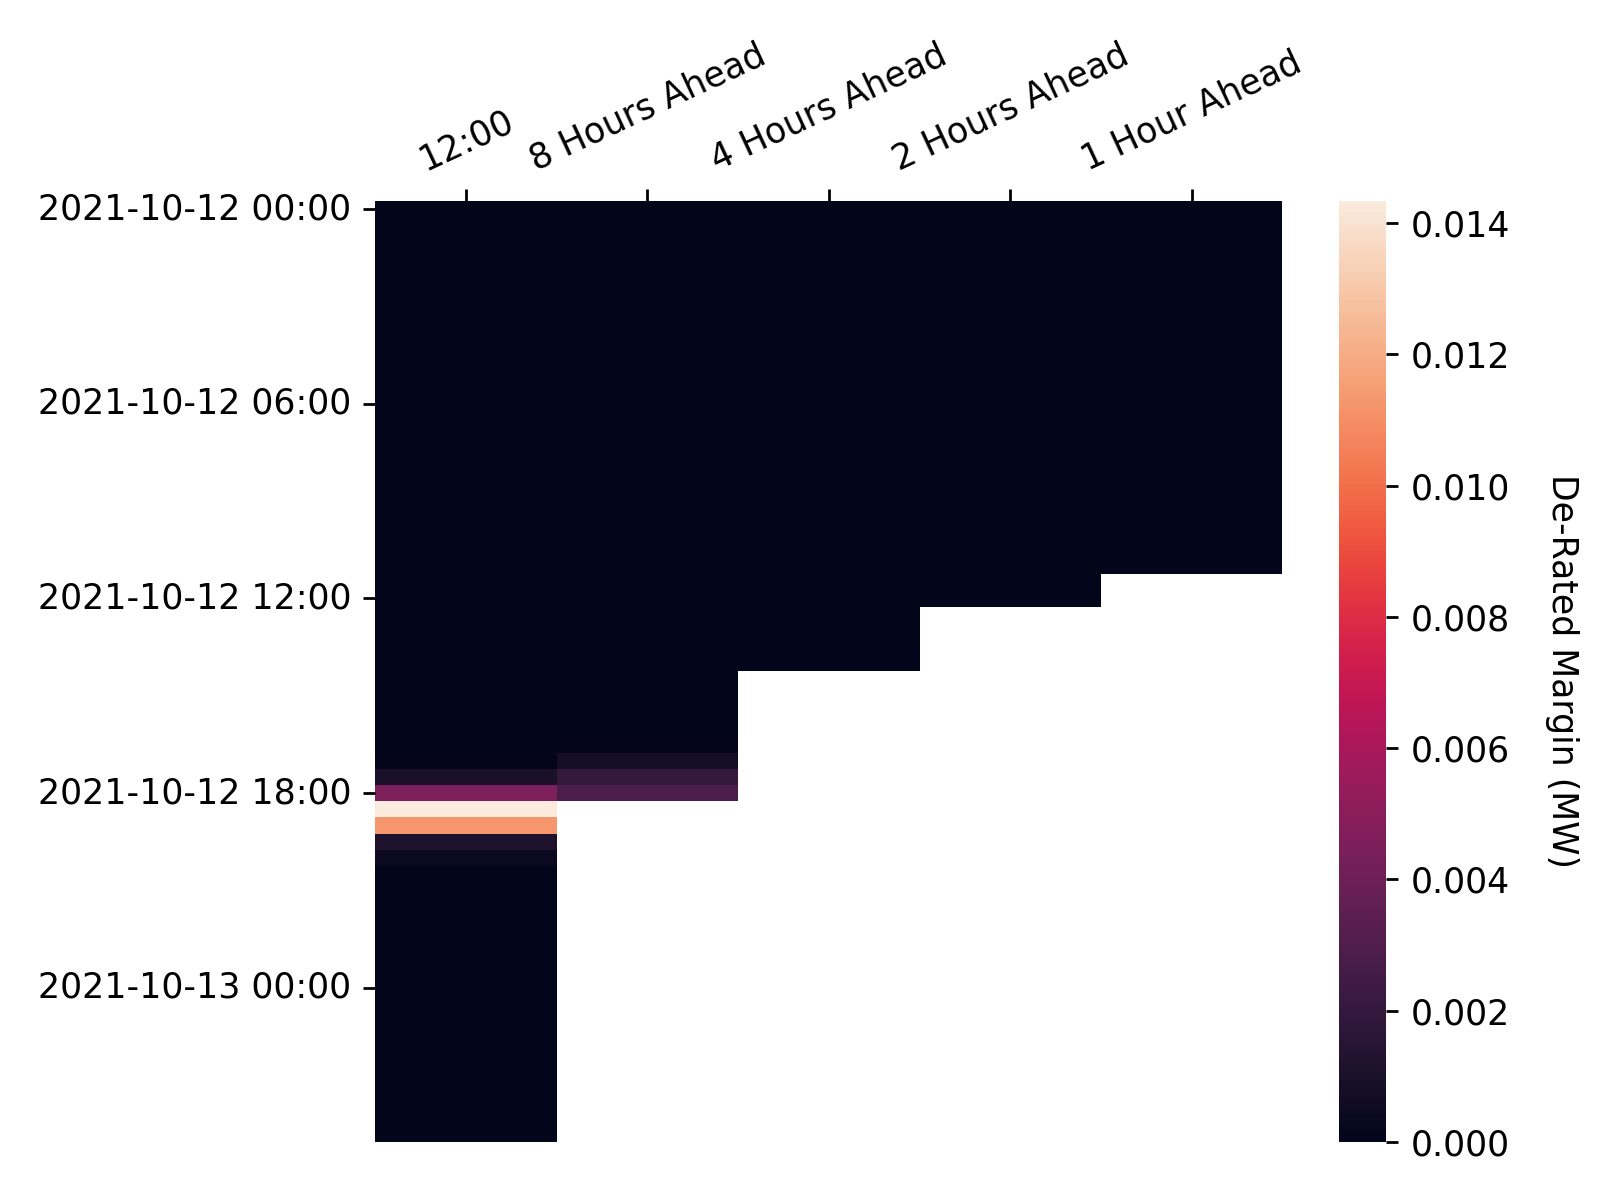 12:00
8 Hours Ahead
4 Hours Ahead
2 Hours Ahead
1 Hour Ahead
2021-10-12 00:00
2021-10-12 06:00
2021-10-12 12:00
2021-10-12 18:00
2021-10-13 00:00
0.014
0.012
0.010
0.008
0.006
0.004
0.002
0.000
De-Rated Margin (MW)